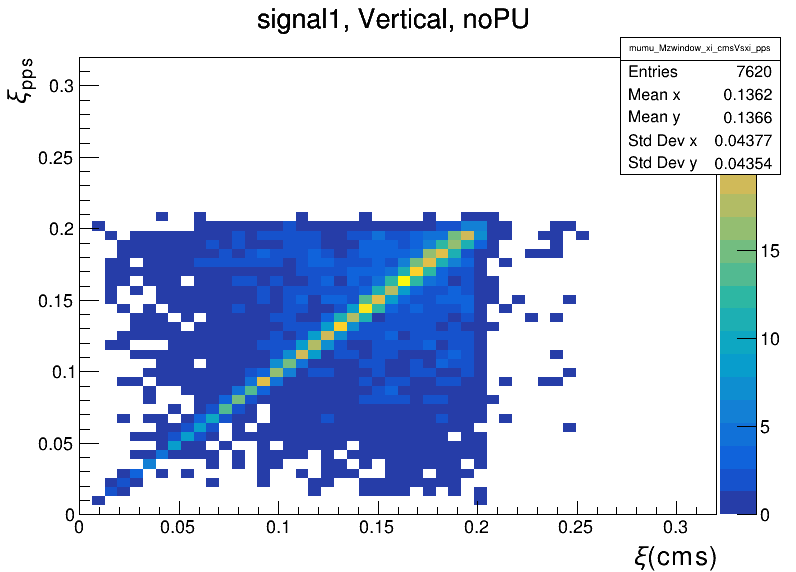 signal1, Vertical, noPU
mumu_Mzwindow_xi_cmsVsxi_pps
Entries 7620
Mean x 0.1362
Mean y 0.1366
Std Dev x 0.04377
Std Dev y 0.04354
ξpps
0.3
0.25
0.2
0.15
0.1
0.05
0
0 0.05 0.1 0.15 0.2 0.25 0.3
ξ(cms)
15
10
5
0